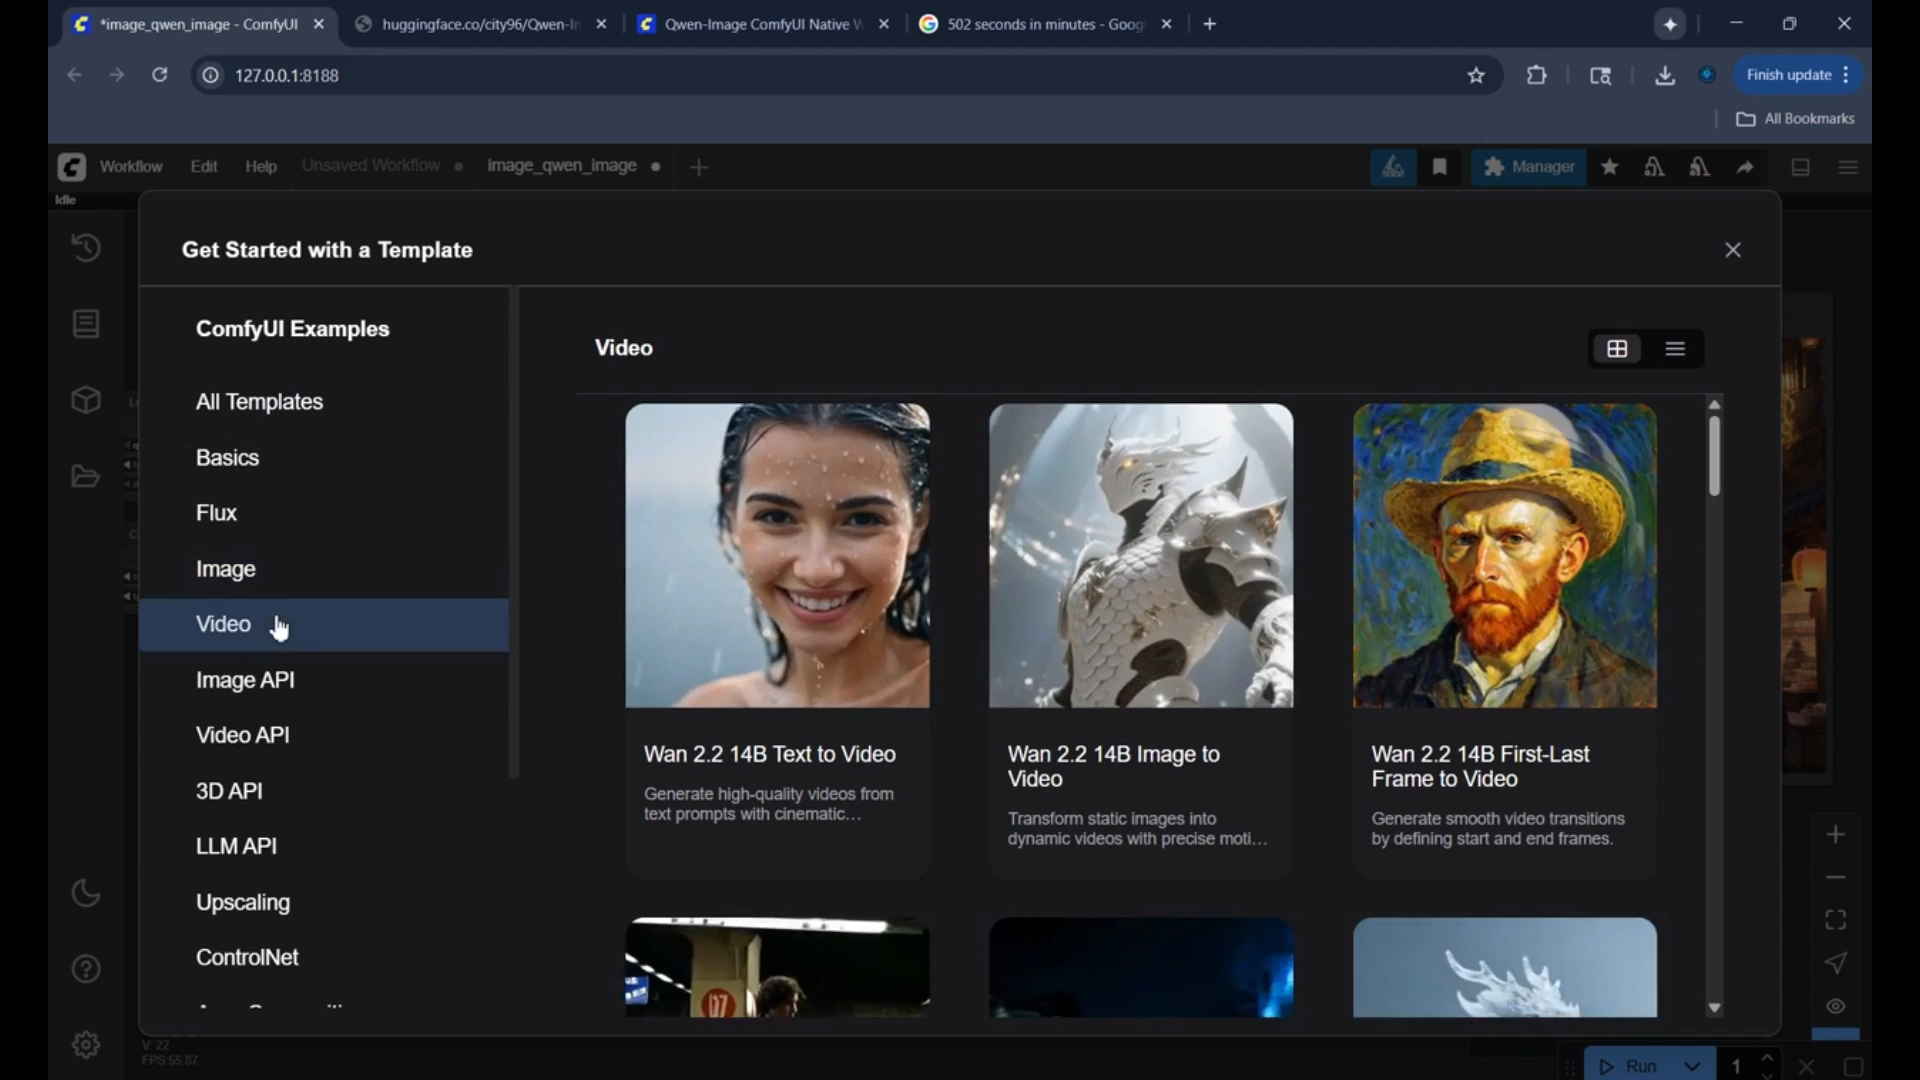 *image_qwen_image - ComfyUI
huggingface.co/city96/Qwen-Im
Qwen-Image ComfyUI Native W
502 seconds in minutes - Goog
127.0.0.1:8188
Finish update
All Bookmarks
Workflow
Edit
Help
Unsaved Workflow
image_qwen_image
Manager
Idle
Get Started with a Template
ComfyUI Examples
All Templates
Basics
Flux
Image
Video
Image API
Video API
3D API
LLM API
Upscaling
ControlNet
Video
Wan 2.2 14B Text to Video
Generate high-quality videos from
text prompts with cinematic...
Wan 2.2 14B Image to
Video
Transform static images into
dynamic videos with precise moti...
Wan 2.2 14B First-Last
Frame to Video
Generate smooth video transitions
by defining start and end frames.
V: 22
FPS:55.87
Run
1